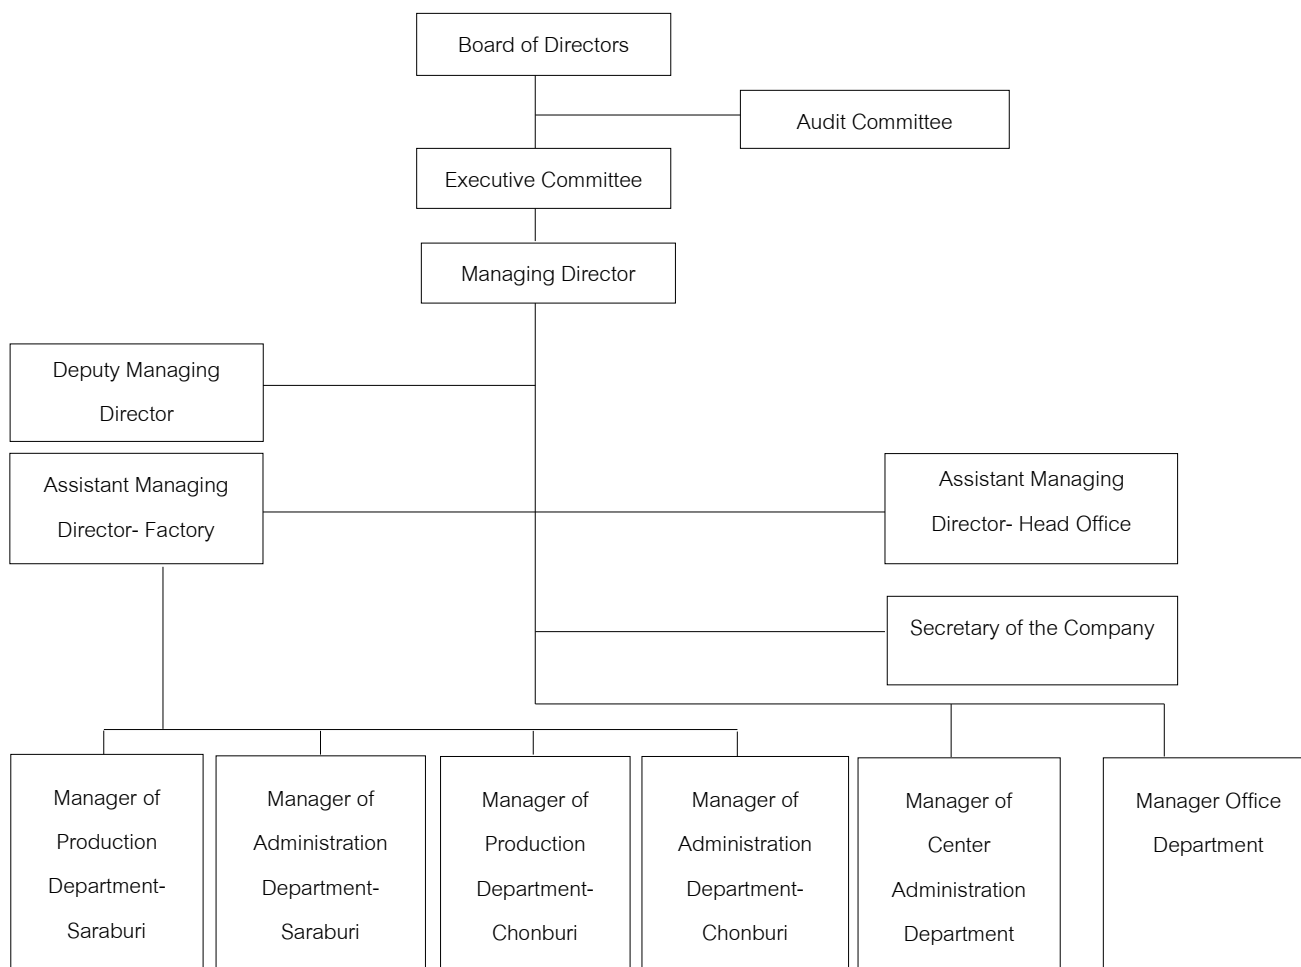 Board of Directors
Audit Committee
Executive Committee
Managing Director
Deputy Managing
Director
Assistant Managing
Director- Factory
Assistant Managing
Director- Head Office
Secretary of the Company
Manager of
Production
Department-
Saraburi
Manager of
Administration
Department-
Saraburi
Manager of
Production
Department-
Chonburi
Manager of
Administration
Department-
Chonburi
Manager of
Center
Administration
Department
Manager Office
Department